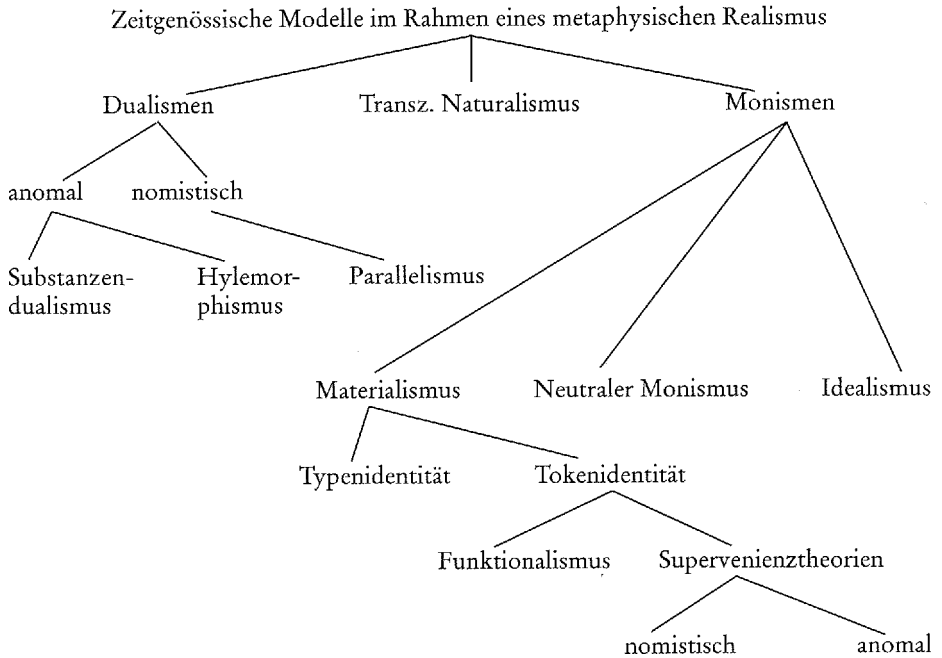 Zeitgenössische Modelle im Rahmen eines metaphysischen Realismus
Dualismen
Transz. Naturalismus
Monismen
anomal
nomistisch
Substanzen-
dualismus
Hylemor-
phismus
Parallelismus
Materialismus
Neutraler Monismus
Idealismus
Typenidentität
Tokenidentität
Funktionalismus
Supervenienztheorien
nomistisch
anomal